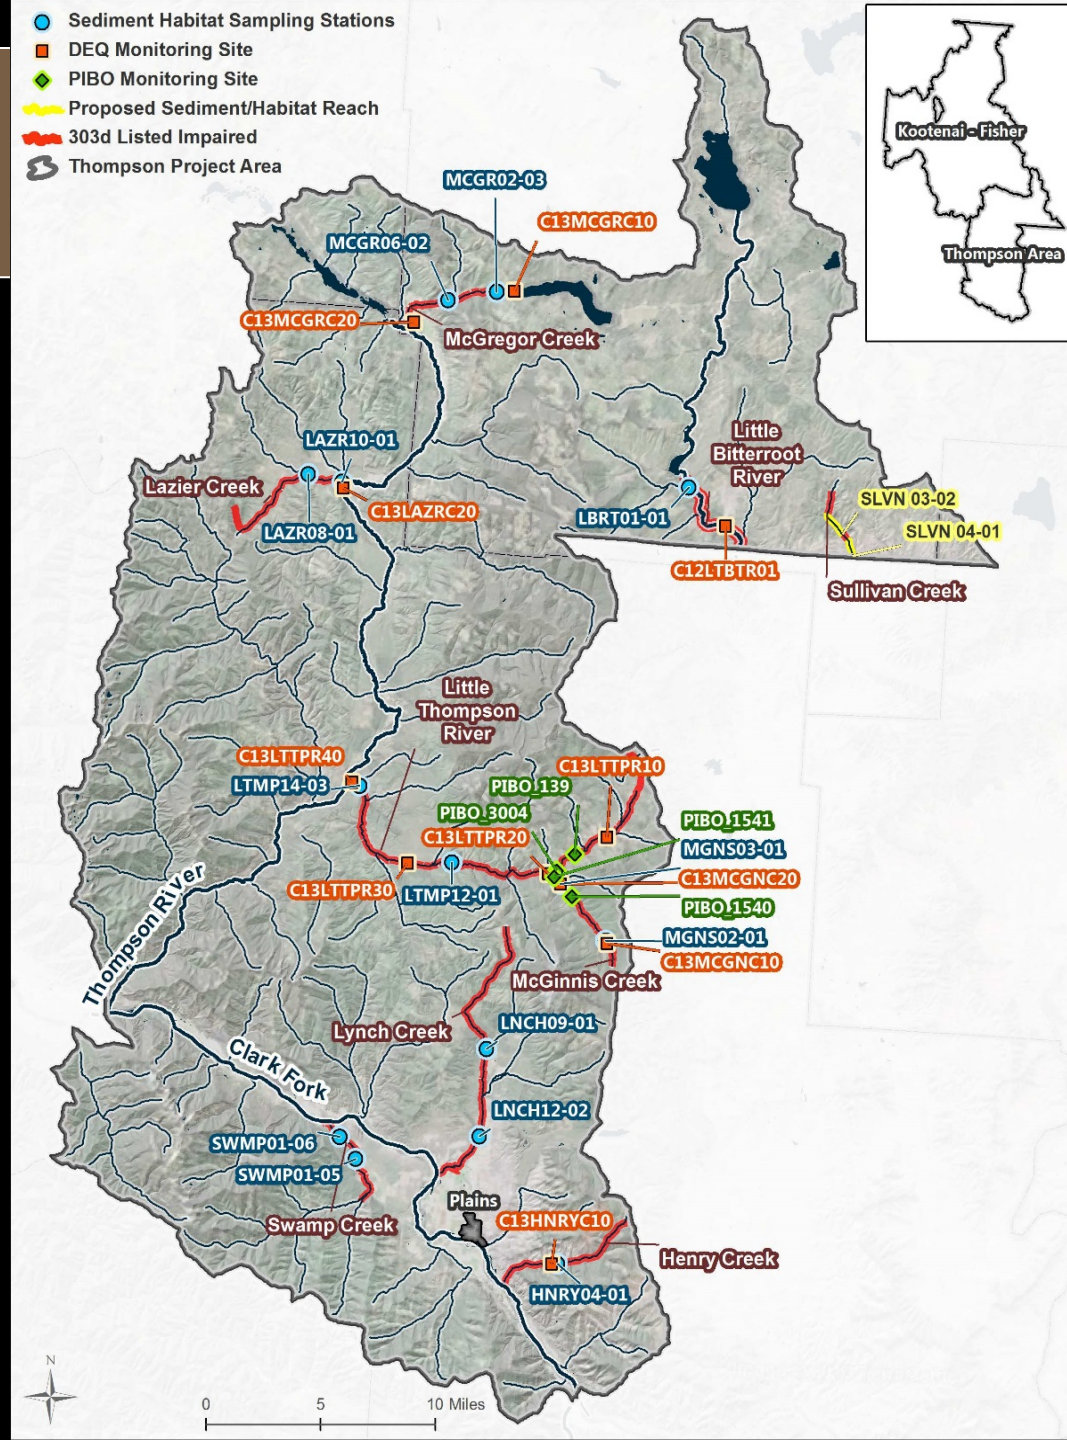 Sediment Habitat Sampling Stations
DEQ Monitoring Site
PIBO Monitoring Site
Proposed Sediment/Habitat Reach
303d Listed Impaired
Thompson Project Area
Kootenai - Fisher
Thompson Area
MCGR02-03
C13MCGRC10
MCGR06-02
C13MCGRC20
McGregor Creek
LAZR10-01
Lazier Creek
C13LAZRC20
LAZR08-01
Little
Bitterroot
River
LBRT01-01
C12LTBTR01
SLVN 03-02
SLVN 04-01
Sullivan Creek
Little
Thompson
River
C13LTTPR40
LTMP14-03
C13LTTPR10
PIBO_139
PIBO_3004
C13LTTPR20
PIBO_1541
MGNS03-01
C13MCGNC20
C13LTTPR30
LTMP12-01
PIBO_1540
MGNS02-01
C13MCGNC10
McGinnis Creek
Thompson River
Lynch Creek
LNCH09-01
Clark Fork
LNCH12-02
SWMP01-06
SWMP01-05
Swamp Creek
Plains
C13HNRYC10
Henry Creek
HNRY04-01
N
0 5 10 Miles